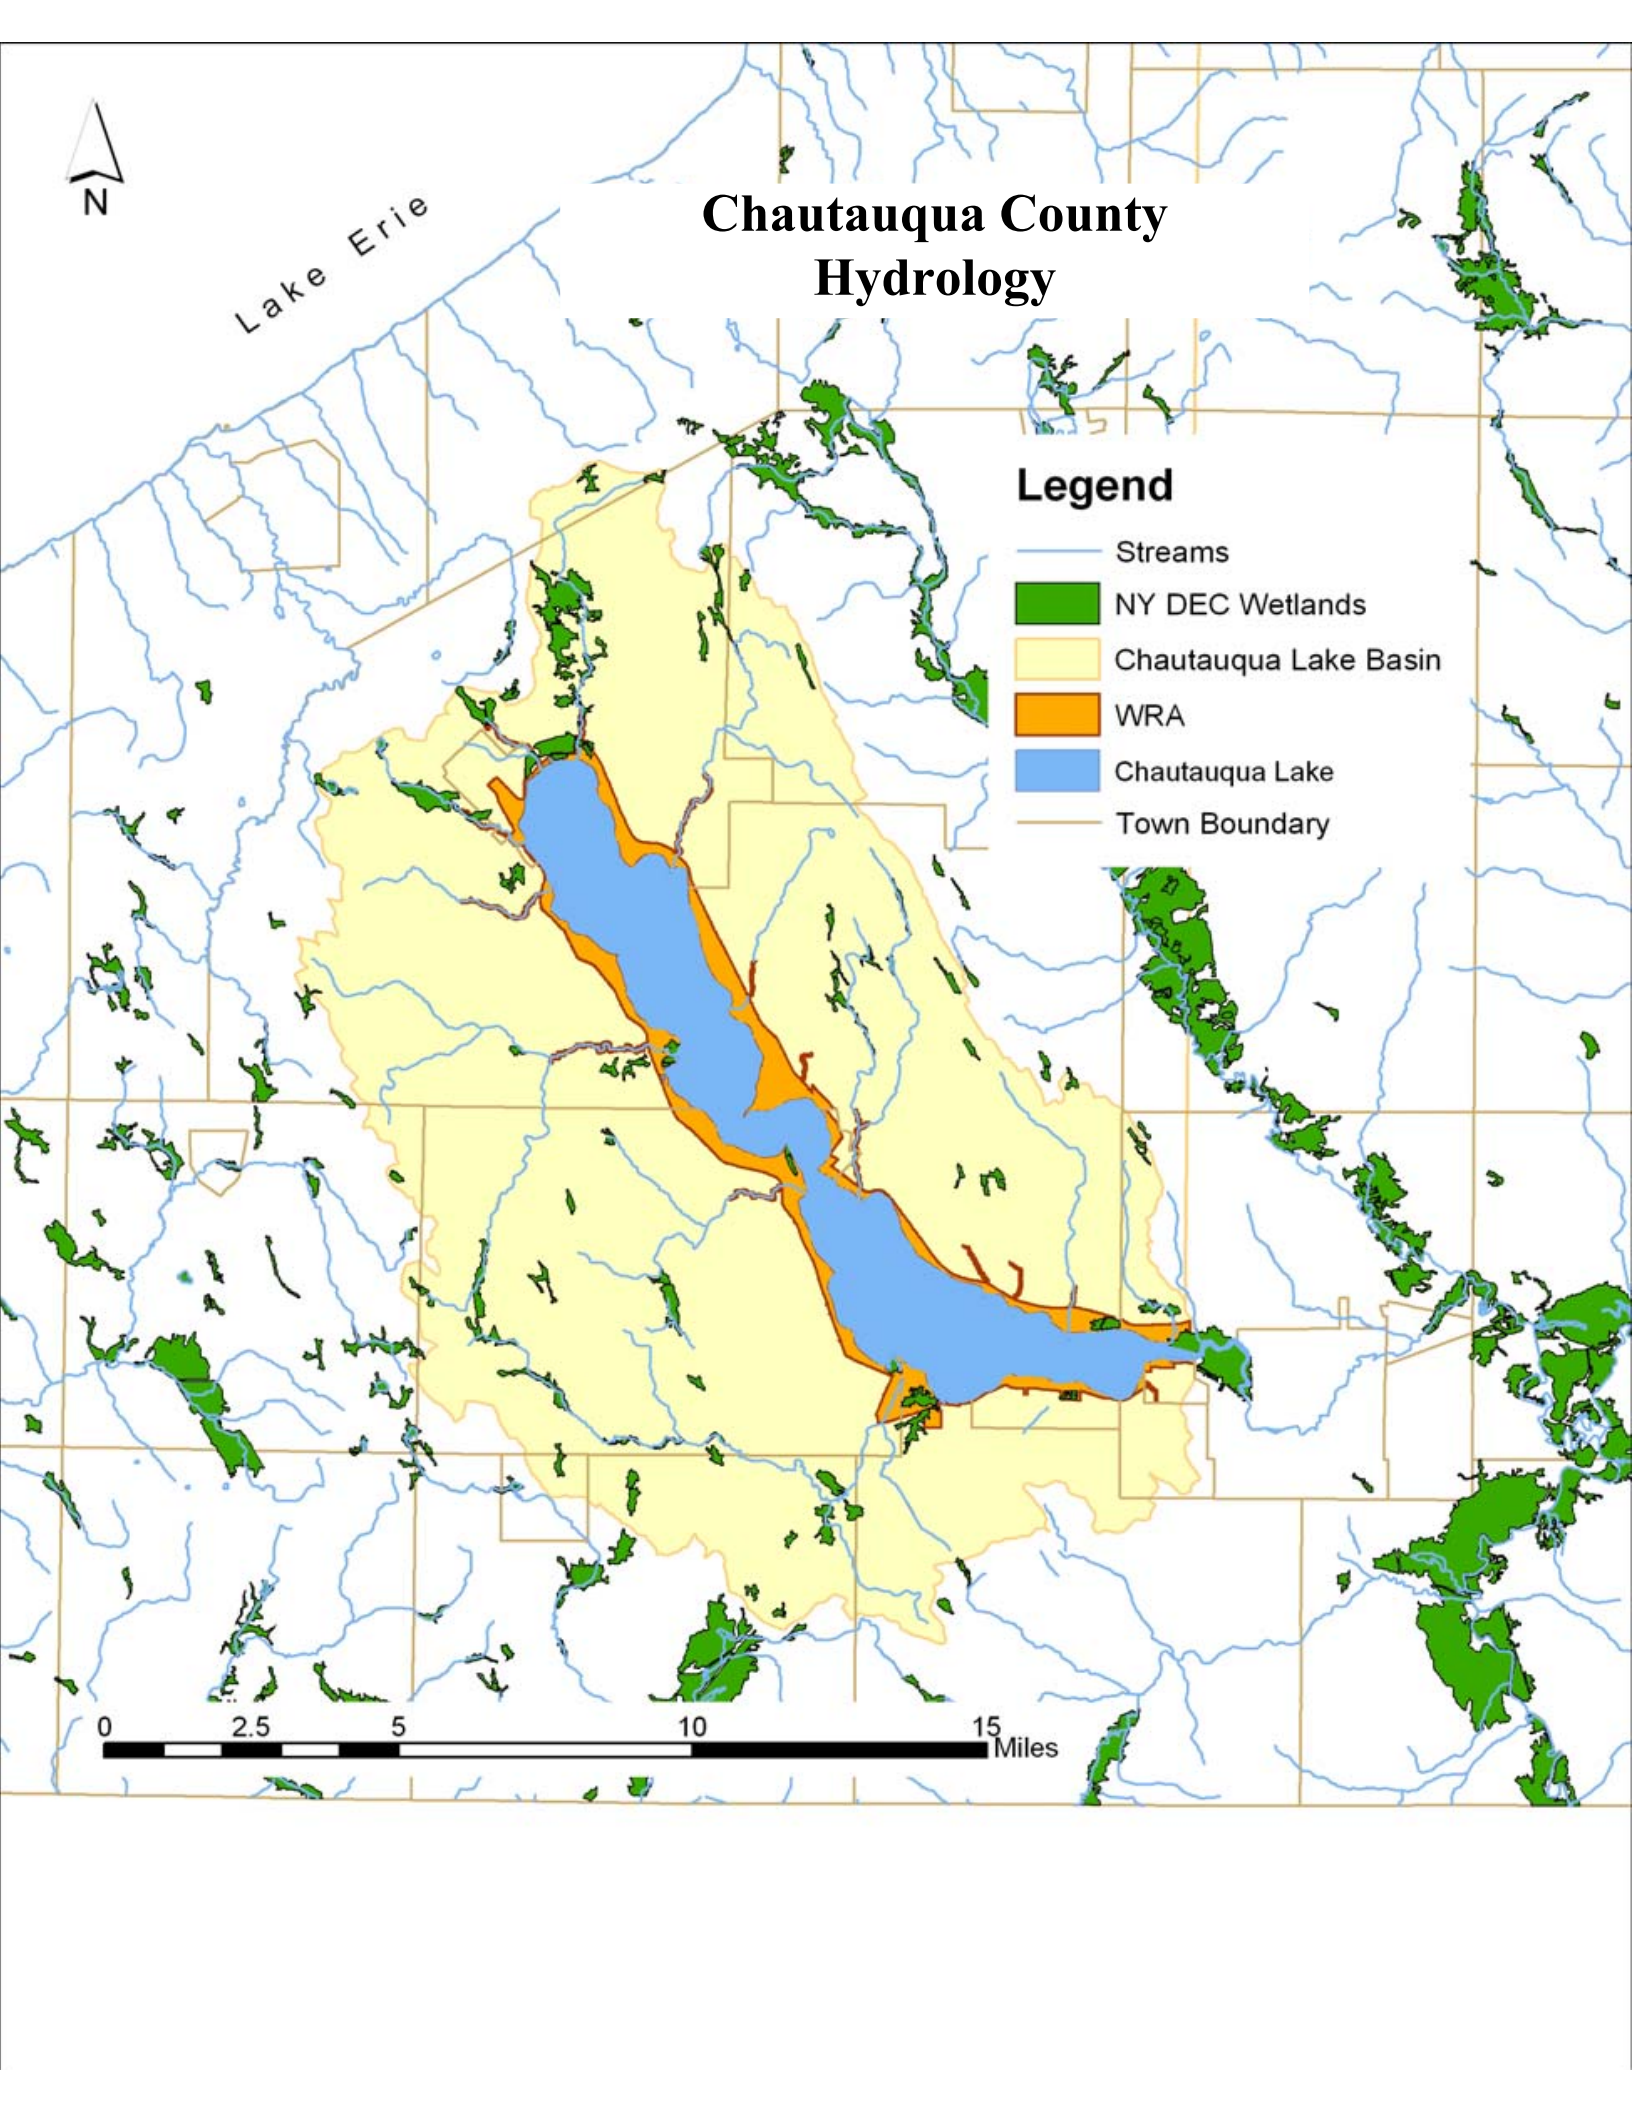 Chautauqua County
Hydrology
N
Lake Erie
Legend
Streams
NY DEC Wetlands
Chautauqua Lake Basin
WRA
Chautauqua Lake
Town Boundary
0 2.5 5 10 15
Miles